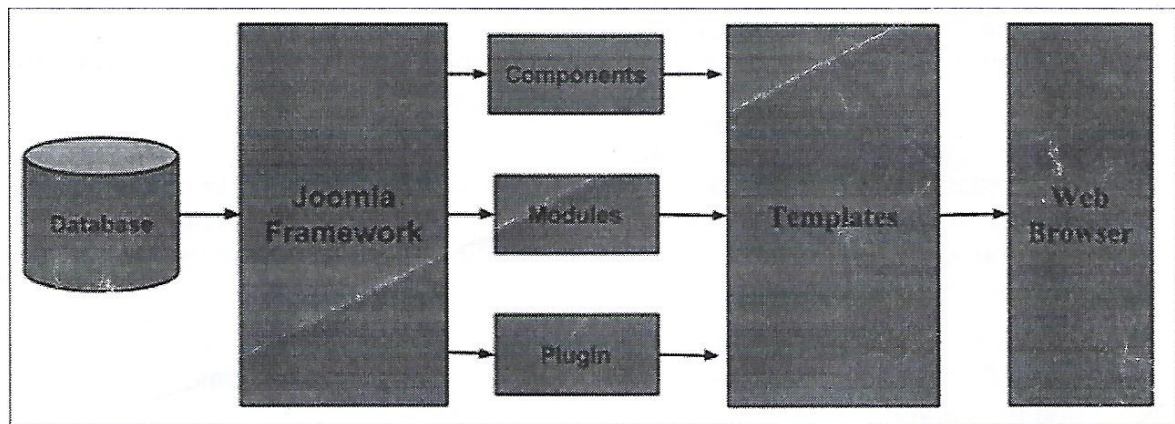 Database
Joomla
Framework
Components
Modules
Plugin
Templates
Web
Browser